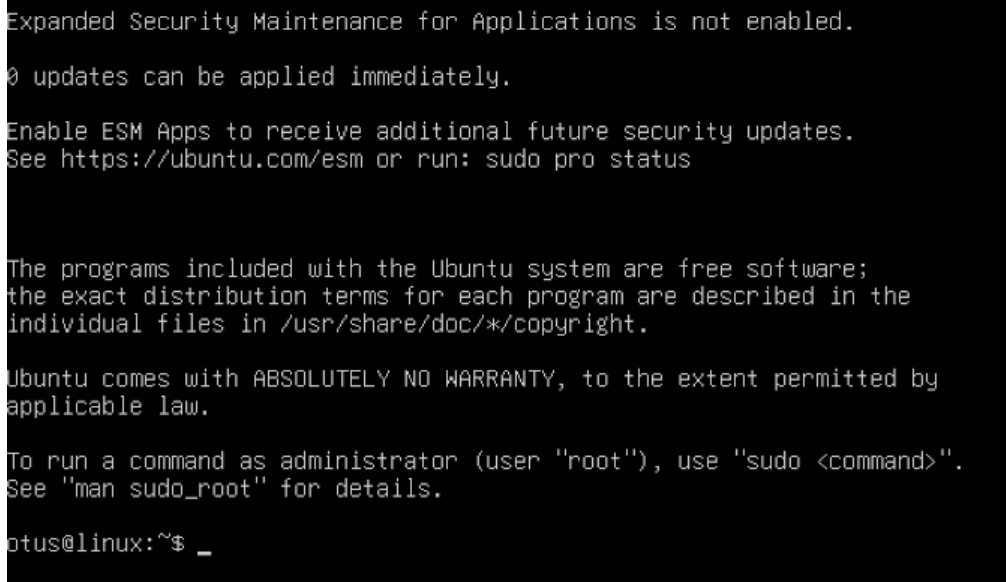 Expanded Security Maintenance for Applications is not enabled.
0 updates can be applied immediately.
Enable ESM Apps to receive additional future security updates.
See https://ubuntu.com/esm or run: sudo pro status
The programs included with the Ubuntu system are free software;
the exact distribution terms for each program are described in the
individual files in /usr/share/doc/*/copyright.
Ubuntu comes with ABSOLUTELY NO WARRANTY, to the extent permitted by
applicable law.
To run a command as administrator (user "root"), use "sudo <command>".
See "man sudo_root" for details.
otus@linux:~$ _